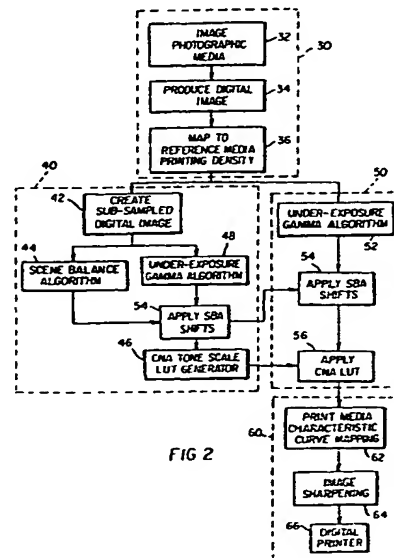 IMAGE
PHOTOGRAPHIC
MEDIA
32
30
PRODUCE DIGITAL
IMAGE
34
MAP TO
REFERENCE MEDIA
PRINTING DENSITY
36
40
42
CREATE
SUB-SAMPLED
DIGITAL IMAGE
44
SCENE BALANCE
ALGORITHM
48
UNDER-EXPOSURE
GAMMA ALGORITHM
54
APPLY SBA
SHIFTS
46
CNA TONE SCALE
LUT GENERATOR
50
UNDER-EXPOSURE
GAMMA ALGORITHM
52
54
APPLY SBA
SHIFTS
56
APPLY
CNA LUT
60
PRINT MEDIA
CHARACTERISTIC
CURVE MAPPING
62
IMAGE
SHARPENING
64
66
DIGITAL
PRINTER
FIG 2